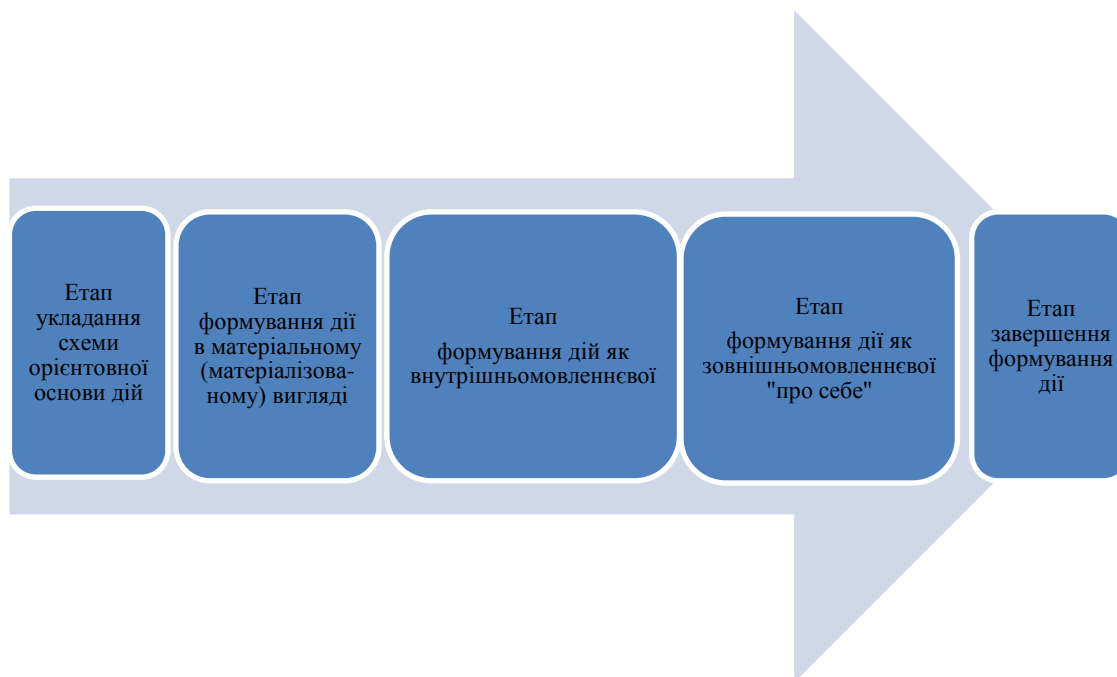 Етап
укладання
схеми
орієнтовної
основи дій
Етап
формування дії
в матеріальному
(матеріалізова-
ному) вигляді
Етап
формування дій як
внутрішньомовленнєвої
Етап
формування дії як
зовнішньомовленнєвої
"про себе"
Етап
завершення
формування
дії